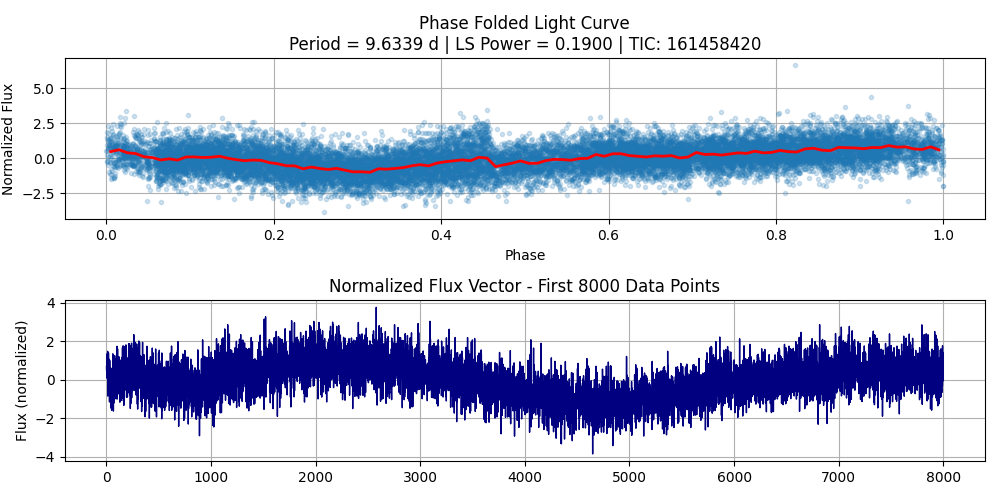 Phase Folded Light Curve
Period = 9.6339 d | LS Power = 0.1900 | TIC: 161458420
Normalized Flux
5.0
2.5
0.0
−2.5
0.0 0.2 0.4 0.6 0.8 1.0
Phase
Normalized Flux Vector - First 8000 Data Points
Flux (normalized)
4
2
0
−2
−4
0 1000 2000 3000 4000 5000 6000 7000 8000